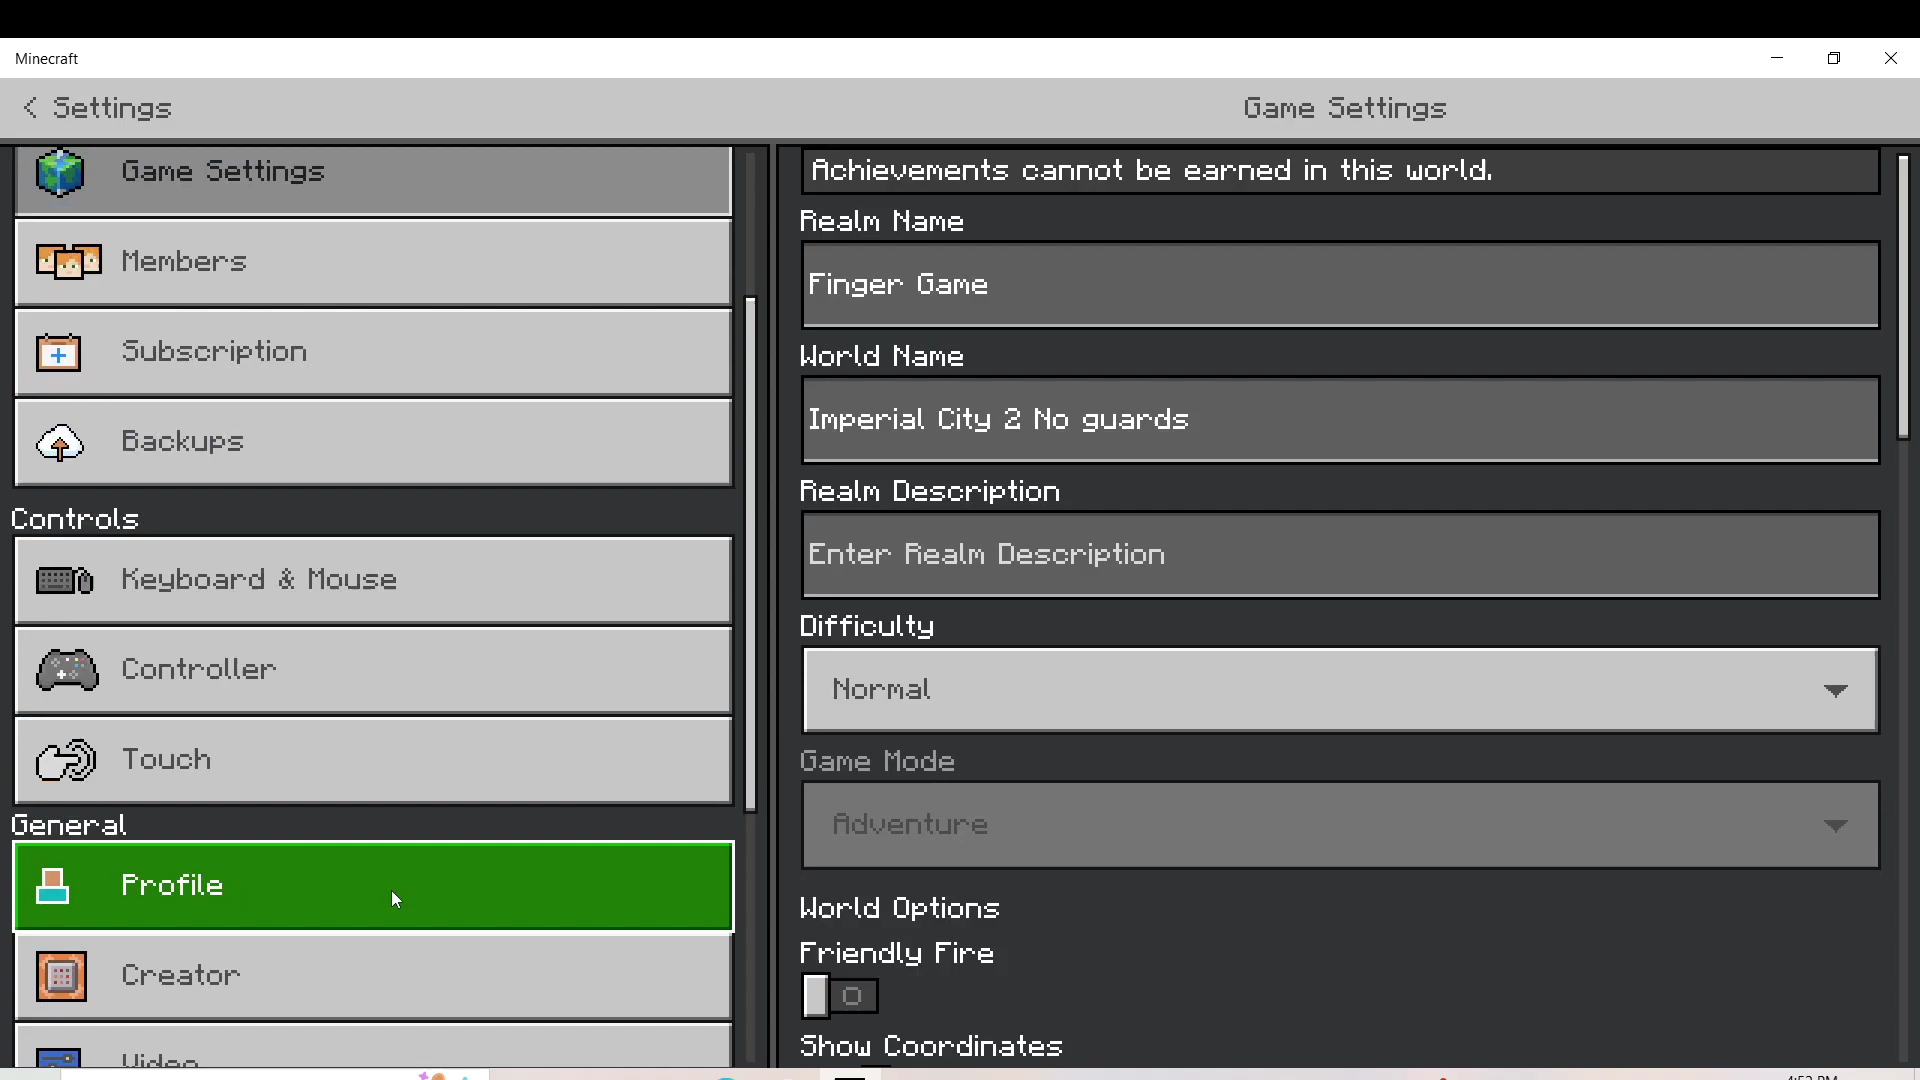 Minecraft
Settings
Game Settings
Game Settings
Members
Subscription
Backups
Controls
Keyboard & Mouse
Controller
Touch
General
Profile
Creator
Video
Achievements cannot be earned in this world.
Realm Name
Finger Game
World Name
Imperial City 2 No guards
Realm Description
Enter Realm Description
Difficulty
Normal
Game Mode
Adventure
World Options
Friendly Fire
Show Coordinates